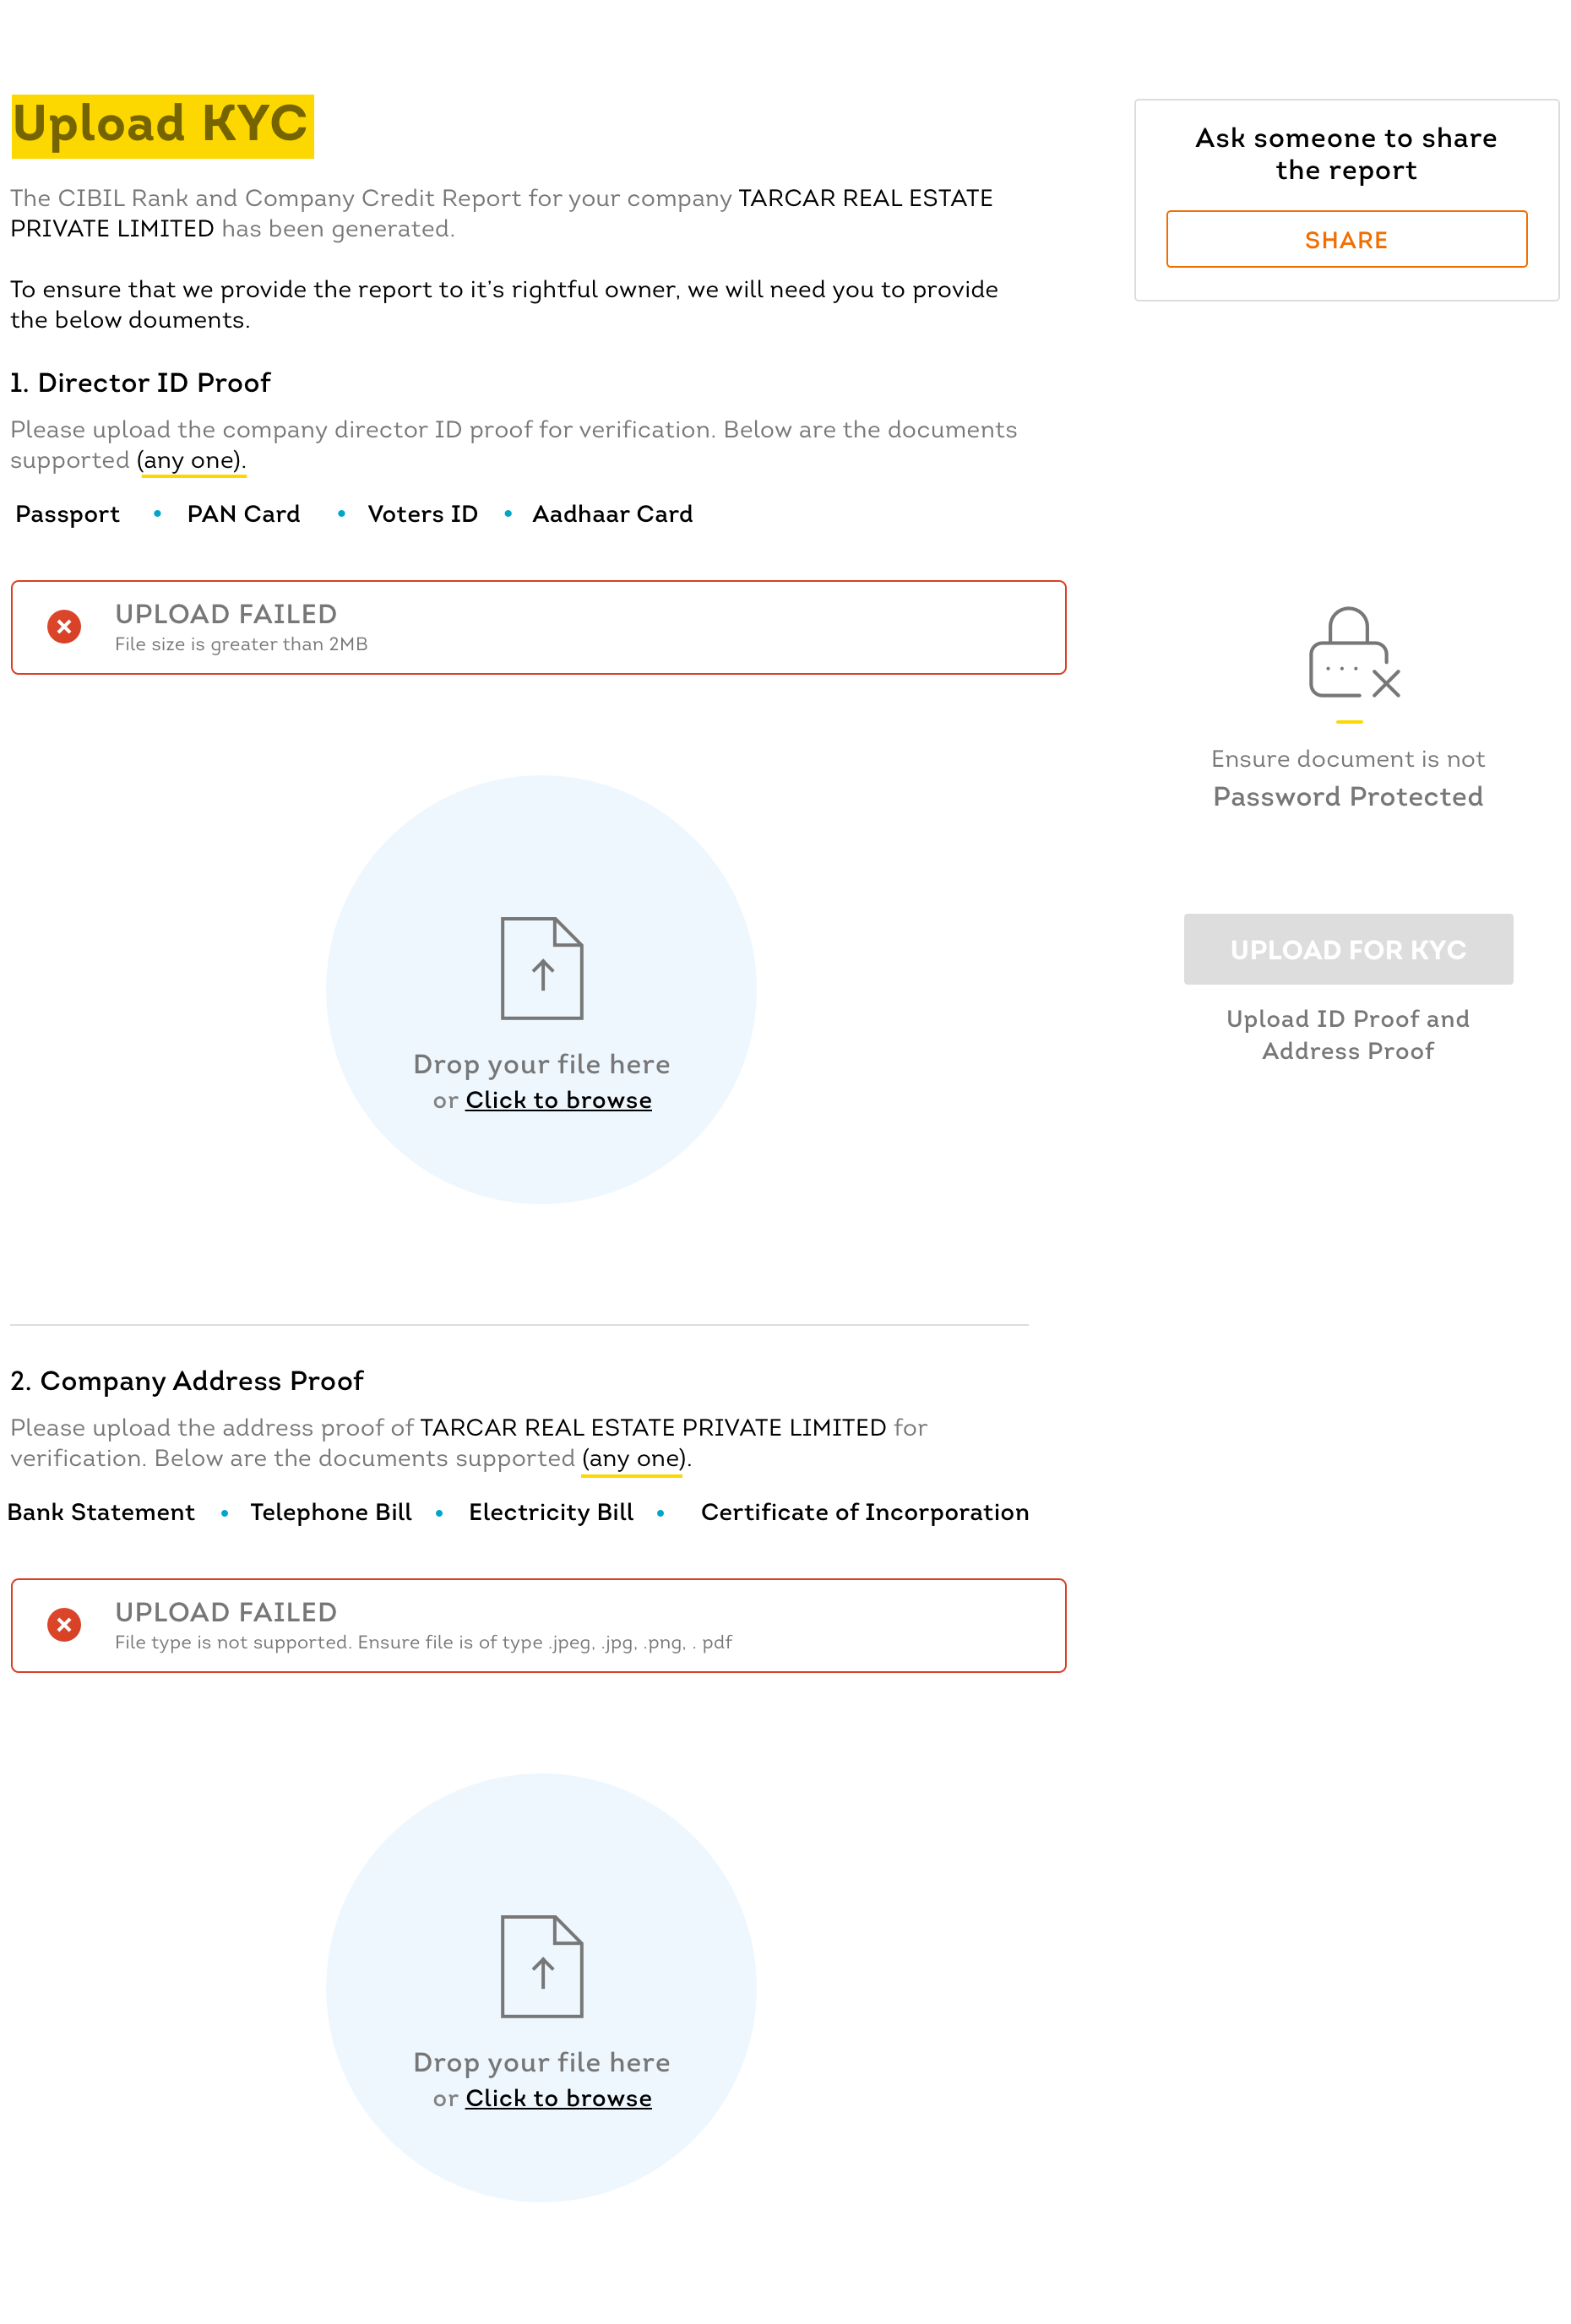 Upload KYC
The CIBIL Rank and Company Credit Report for your company TARCAR REAL ESTATE
PRIVATE LIMITED has been generated.
To ensure that we provide the report to it’s rightful owner, we will need you to provide
the below douments.
1. Director ID Proof
Please upload the company director ID proof for verification. Below are the documents
supported (any one).
Passport • PAN Card • Voters ID • Aadhaar Card
UPLOAD FAILED
File size is greater than 2MB
Drop your file here
or Click to browse
2. Company Address Proof
Please upload the address proof of TARCAR REAL ESTATE PRIVATE LIMITED for
verification. Below are the documents supported (any one).
Bank Statement • Telephone Bill • Electricity Bill • Certificate of Incorporation
UPLOAD FAILED
File type is not supported. Ensure file is of type .jpeg, .jpg, .png, . pdf
Drop your file here
or Click to browse
Ask someone to share
the report
SHARE
Ensure document is not
Password Protected
UPLOAD FOR KYC
Upload ID Proof and
Address Proof